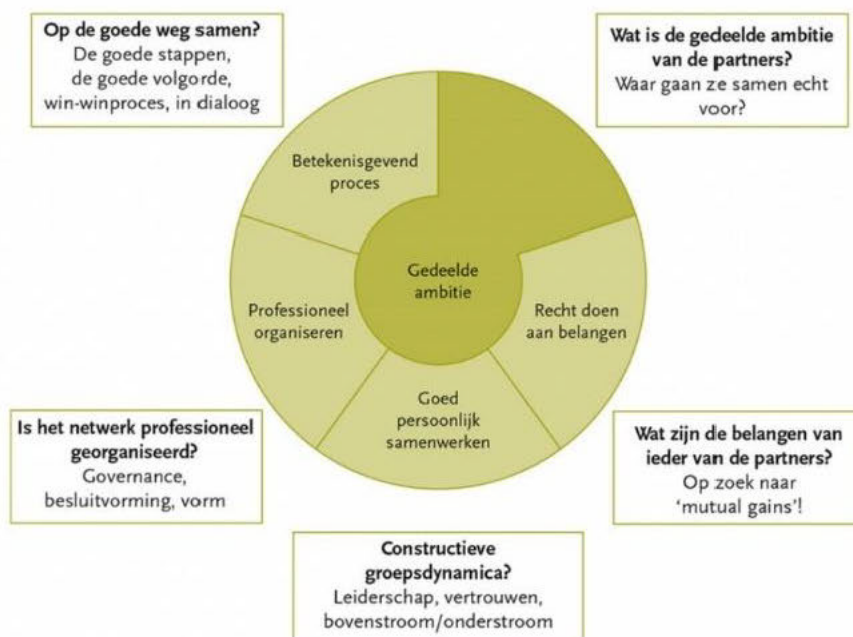 Op de goede weg samen?
De goede stappen,
de goede volgorde,
win-winproces, in dialoog
Wat is de gedeelde ambitie
van de partners?
Waar gaan ze samen echt
voor?
Betekenisgevend
proces
Gedeelde
ambitie
Professioneel
organiseren
Recht doen
aan belangen
Goed
persoonlijk
samenwerken
Is het netwerk professioneel
georganiseerd?
Governance,
besluitvorming, vorm
Wat zijn de belangen van
ieder van de partners?
Op zoek naar
‘mutual gains’!
Constructieve
groepsdynamica?
Leiderschap, vertrouwen,
bovenstroom/onderstroom